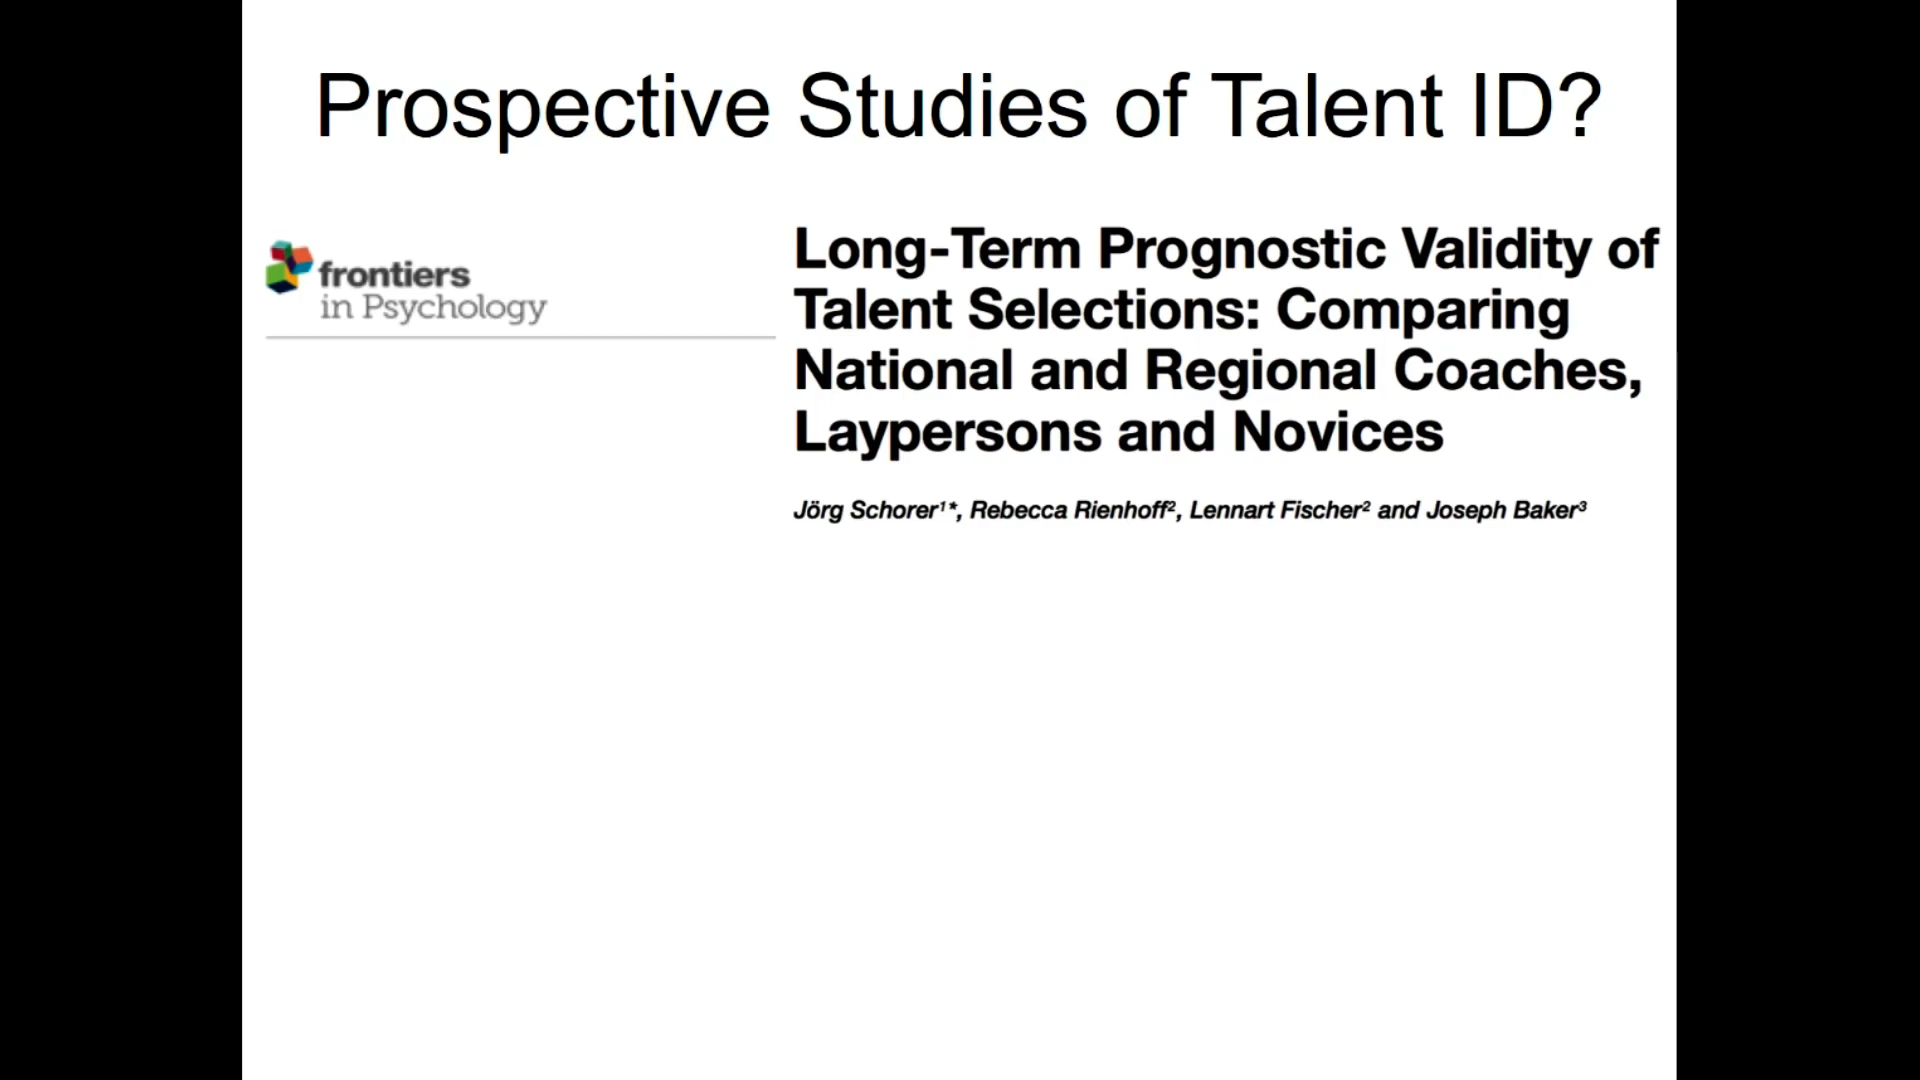 Prospective Studies of Talent ID?
frontiers
in Psychology
Long-Term Prognostic Validity of
Talent Selections: Comparing
National and Regional Coaches,
Laypersons and Novices
Jörg Schorer¹*, Rebecca Rienhoff², Lennart Fischer² and Joseph Baker³